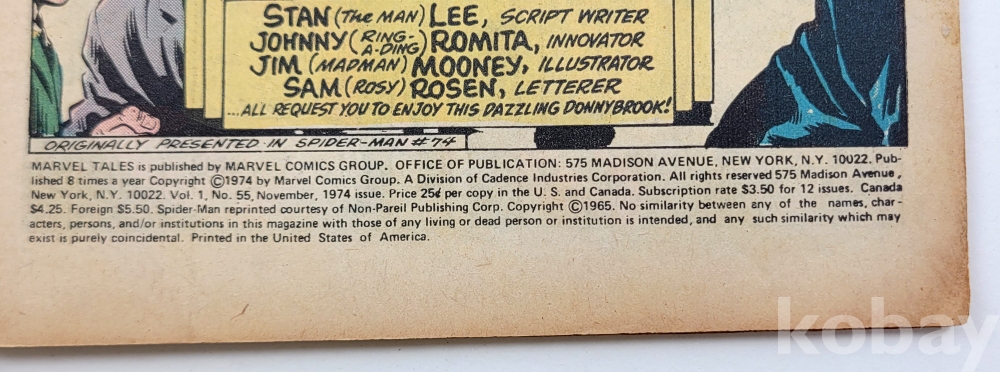 STAN (THE MAN) LEE, SCRIPT WRITER
JOHNNY (RING-A-DING) ROMITA, INNOVATOR
JIM (MADMAN) MOONEY, ILLUSTRATOR
SAM (ROSY) ROSEN, LETTERER
...ALL REQUEST YOU TO ENJOY THIS DAZZLING DONNYBROOK!
ORIGINALLY PRESENTED IN SPIDER-MAN #74
MARVEL TALES is published by MARVEL COMICS GROUP. OFFICE OF PUBLICATION: 575 MADISON AVENUE, NEW YORK, N.Y. 10022. Pub-
lished 8 times a year Copyright ©1974 by Marvel Comics Group. A Division of Cadence Industries Corporation. All rights reserved 575 Madison Avenue,
New York, N.Y. 10022. Vol. 1, No. 55, November, 1974 issue. Price 25¢ per copy in the U. S. and Canada. Subscription rate $3.50 for 12 issues. Canada
$4.25. Foreign $5.50. Spider-Man reprinted courtesy of Non-Pareil Publishing Corp. Copyright ©1965. No similarity between any of the names, char-
acters, persons, and/or institutions in this magazine with those of any living or dead person or institution is intended, and any such similarity which may
exist is purely coincidental. Printed in the United States of America.
kobay